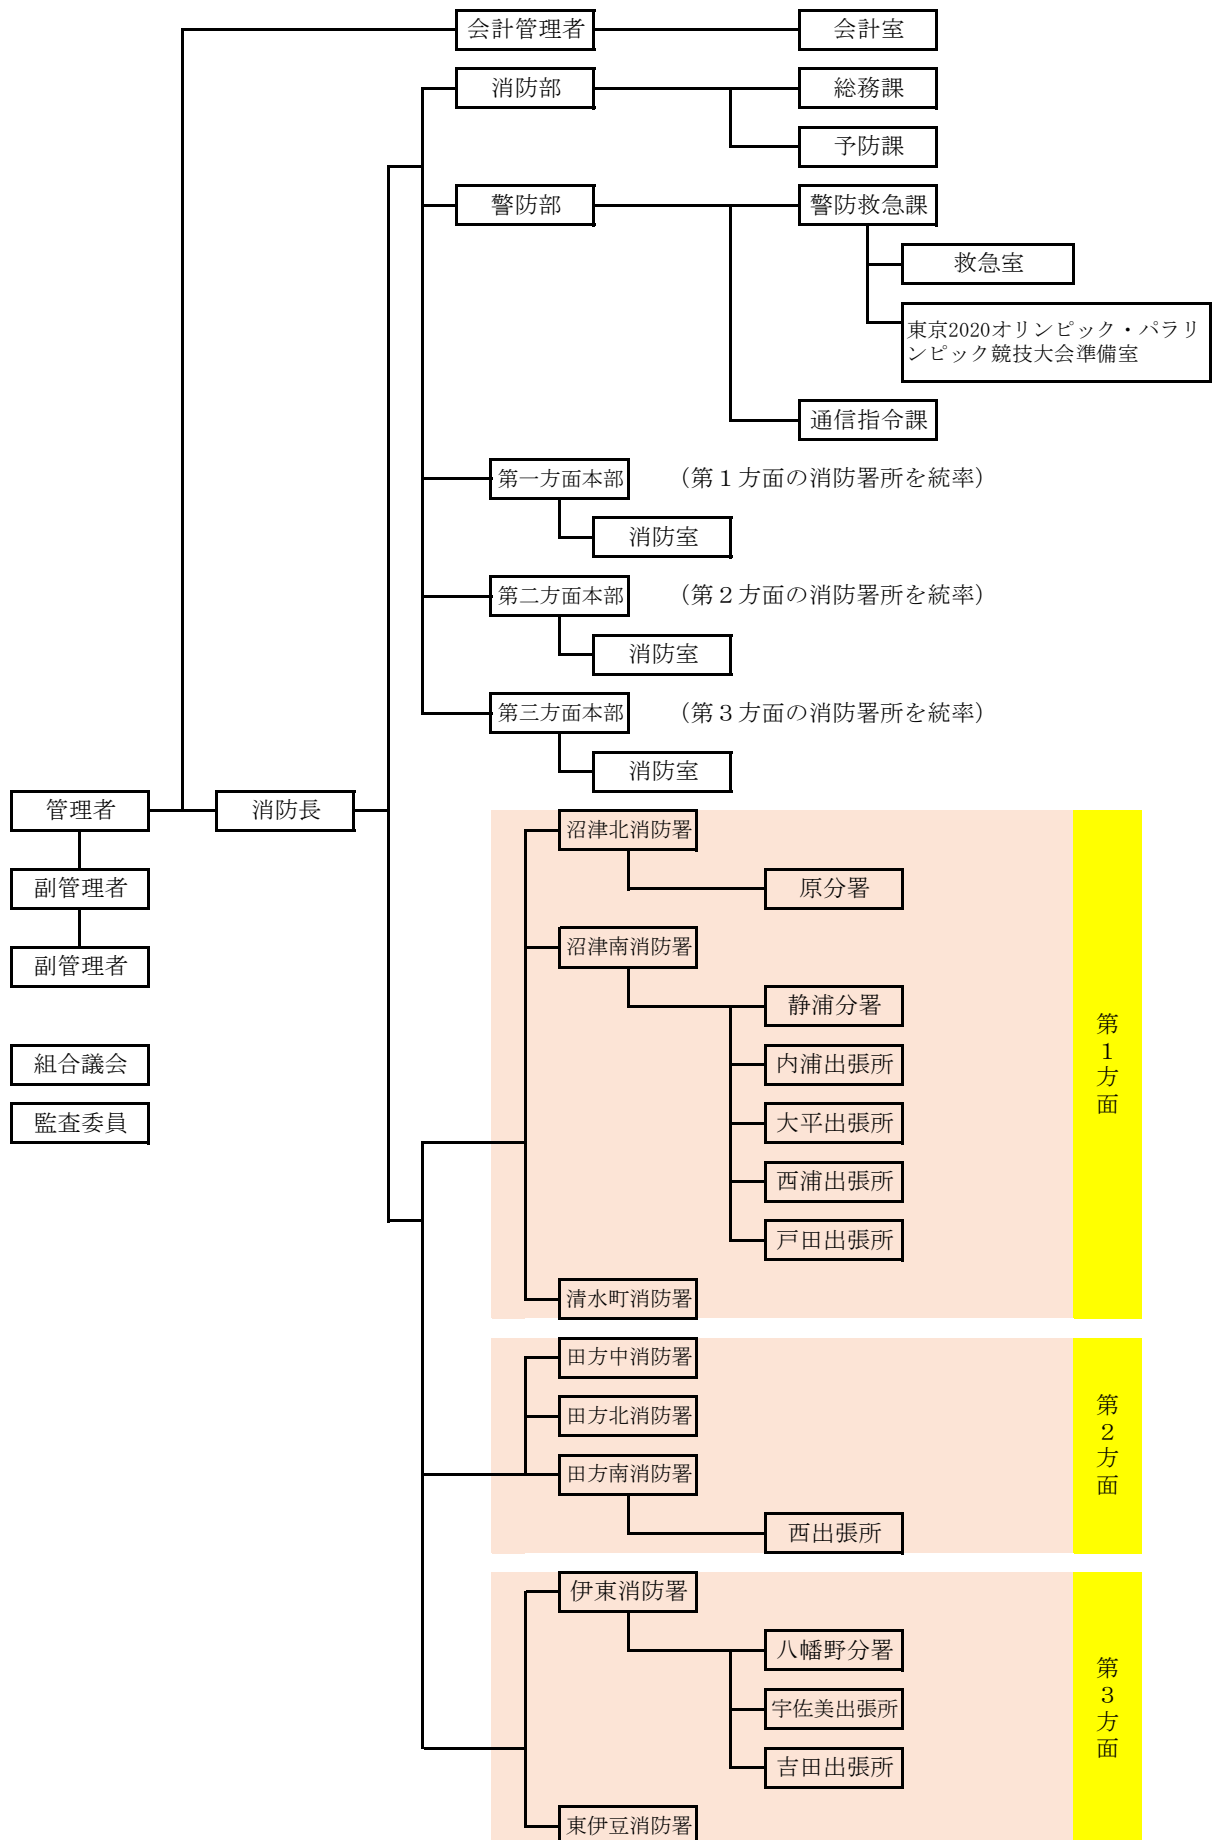 会計管理者
会計室
消防部
総務課
予防課
警防部
警防救急課
救急室
東京2020オリンピック・パラリ
ンピック競技大会準備室
通信指令課
第一方面本部
（第１方面の消防署所を統率）
消防室
第二方面本部
（第２方面の消防署所を統率）
消防室
第三方面本部
（第３方面の消防署所を統率）
消防室
管理者
消防長
副管理者
副管理者
組合議会
監査委員
沼津北消防署
原分署
沼津南消防署
静浦分署
内浦出張所
大平出張所
西浦出張所
戸田出張所
清水町消防署
第１方面
田方中消防署
田方北消防署
田方南消防署
西出張所
第２方面
伊東消防署
八幡野分署
宇佐美出張所
吉田出張所
東伊豆消防署
第３方面